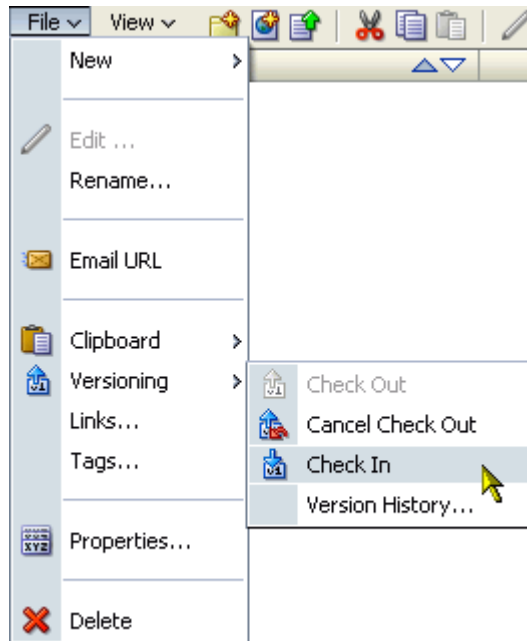 File View
New
Edit ...
Rename...
Email URL
Clipboard
Versioning
Check Out
Links...
Cancel Check Out
Tags...
Check In
Version History...
Properties...
XYZ
Delete